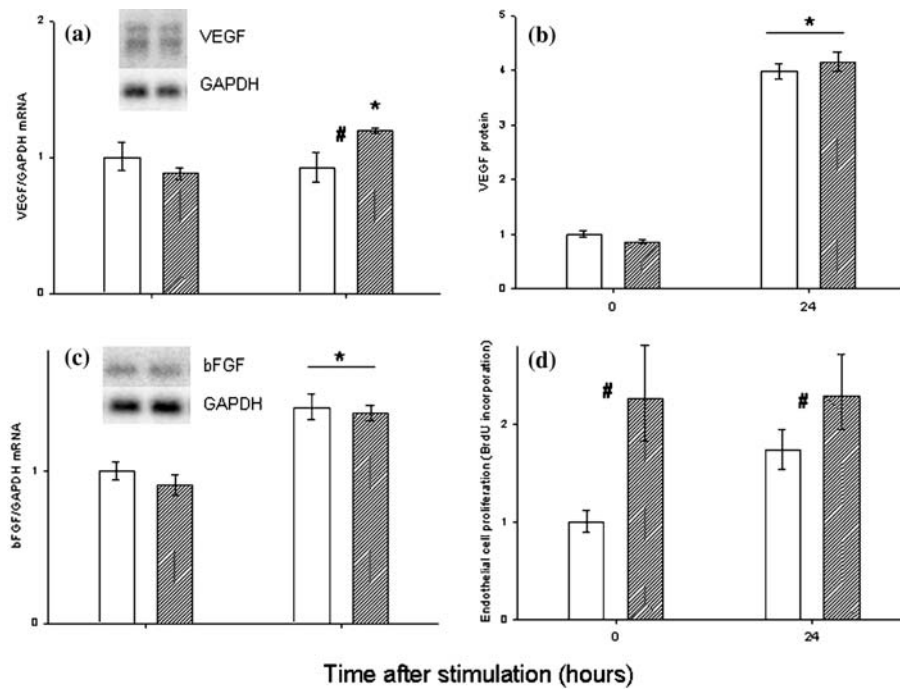 (a)
VEGF
GAPDH
#
*
VEGF/GAPDH mRNA
2
1
0
(b)
*
VEGF protein
5
4
3
2
1
0
0
24
(c)
bFGF
GAPDH
*
bFGF/GAPDH mRNA
1
0
(d)
#
#
Endothelial cell proliferation (BrdU incorporation)
2
1
0
0
24
Time after stimulation (hours)